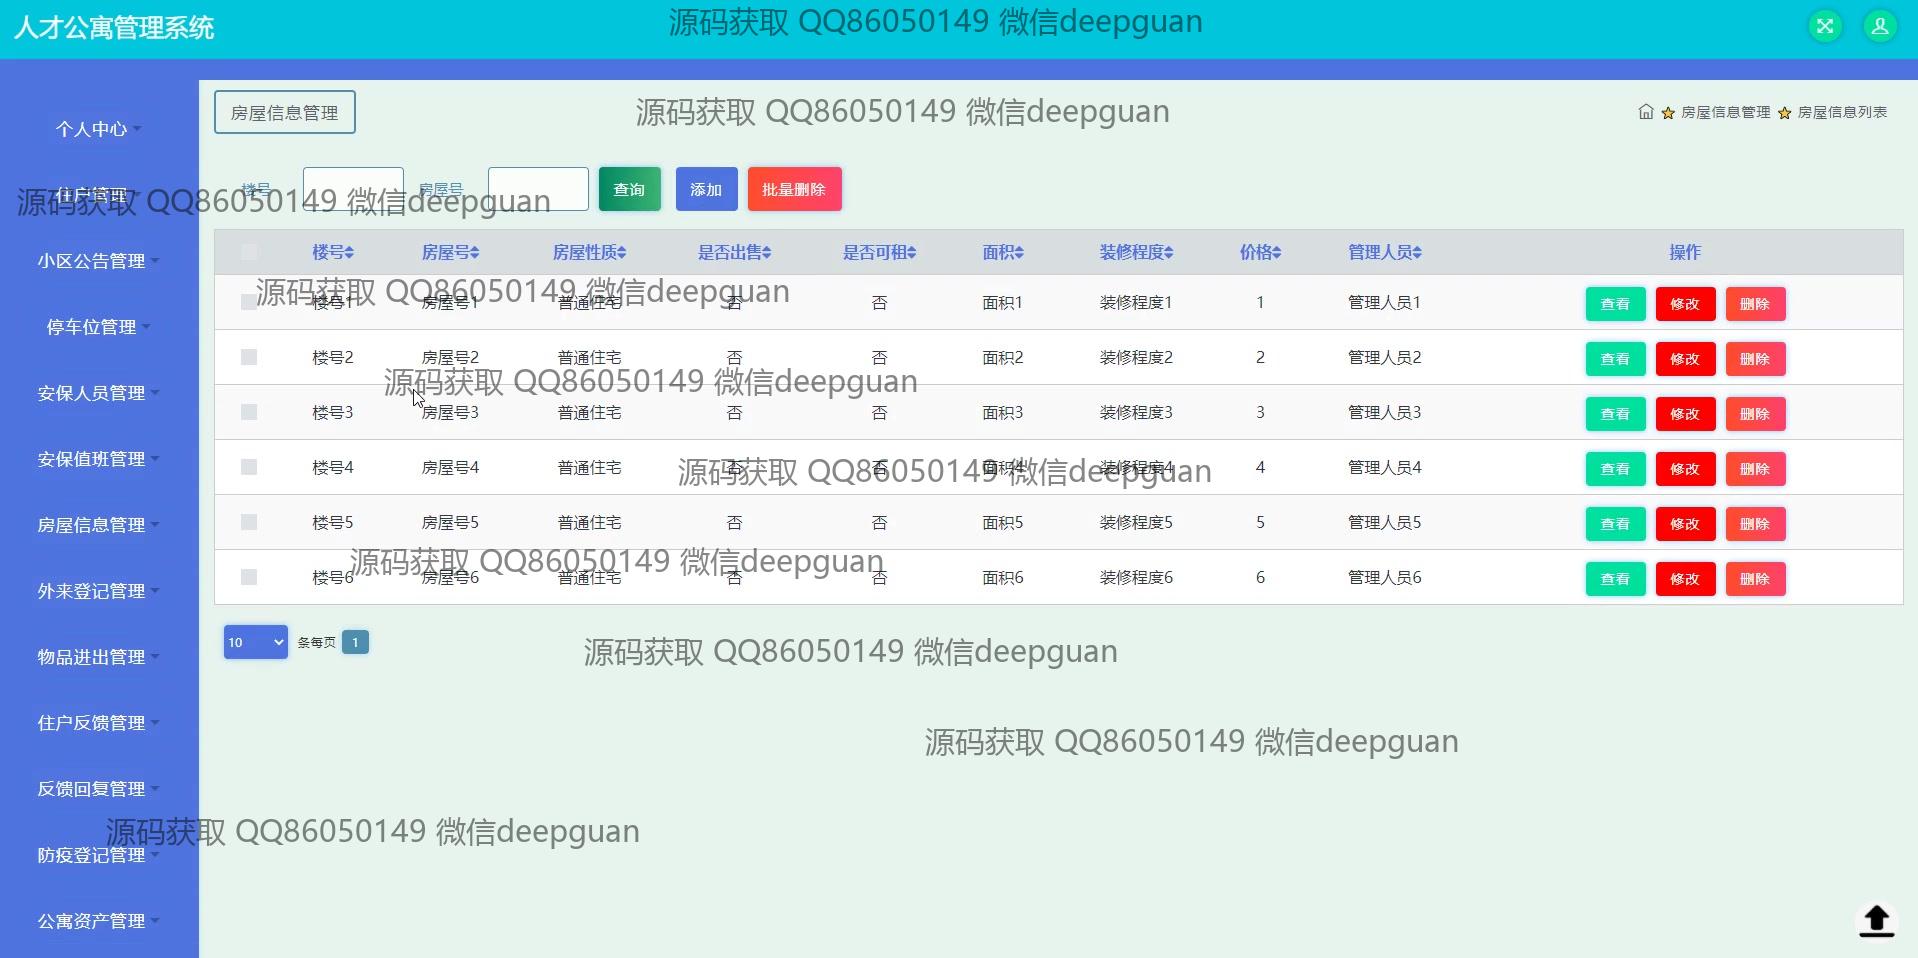 人才公寓管理系统
源码获取 QQ86050149 微信deepguan
个人中心
住户管理
小区公告管理
停车位管理
安保人员管理
安保值班管理
房屋信息管理
外来登记管理
物品进出管理
住户反馈管理
反馈回复管理
防疫登记管理
公寓资产管理
房屋信息管理
源码获取 QQ86050149 微信deepguan
房屋信息管理 房屋信息列表
楼号 房屋号 查询 添加 批量删除
源码获取 QQ86050149 微信deepguan
楼号 房屋号 房屋性质 是否出售 是否可租 面积 装修程度 价格 管理人员 操作
源码获取 QQ86050149 微信deepguan
楼号1 房屋号1 普通住宅 否 否 面积1 装修程度1 1 管理人员1 查看 修改 删除
楼号2 房屋号2 普通住宅 否 否 面积2 装修程度2 2 管理人员2 查看 修改 删除
源码获取 QQ86050149 微信deepguan
楼号3 房屋号3 普通住宅 否 否 面积3 装修程度3 3 管理人员3 查看 修改 删除
楼号4 房屋号4 普通住宅 否 否 面积4 装修程度4 4 管理人员4 查看 修改 删除
源码获取 QQ86050149 微信deepguan
楼号5 房屋号5 普通住宅 否 否 面积5 装修程度5 5 管理人员5 查看 修改 删除
源码获取 QQ86050149 微信deepguan
楼号6 房屋号6 普通住宅 否 否 面积6 装修程度6 6 管理人员6 查看 修改 删除
10 条每页 1
源码获取 QQ86050149 微信deepguan
源码获取 QQ86050149 微信deepguan
源码获取 QQ86050149 微信deepguan